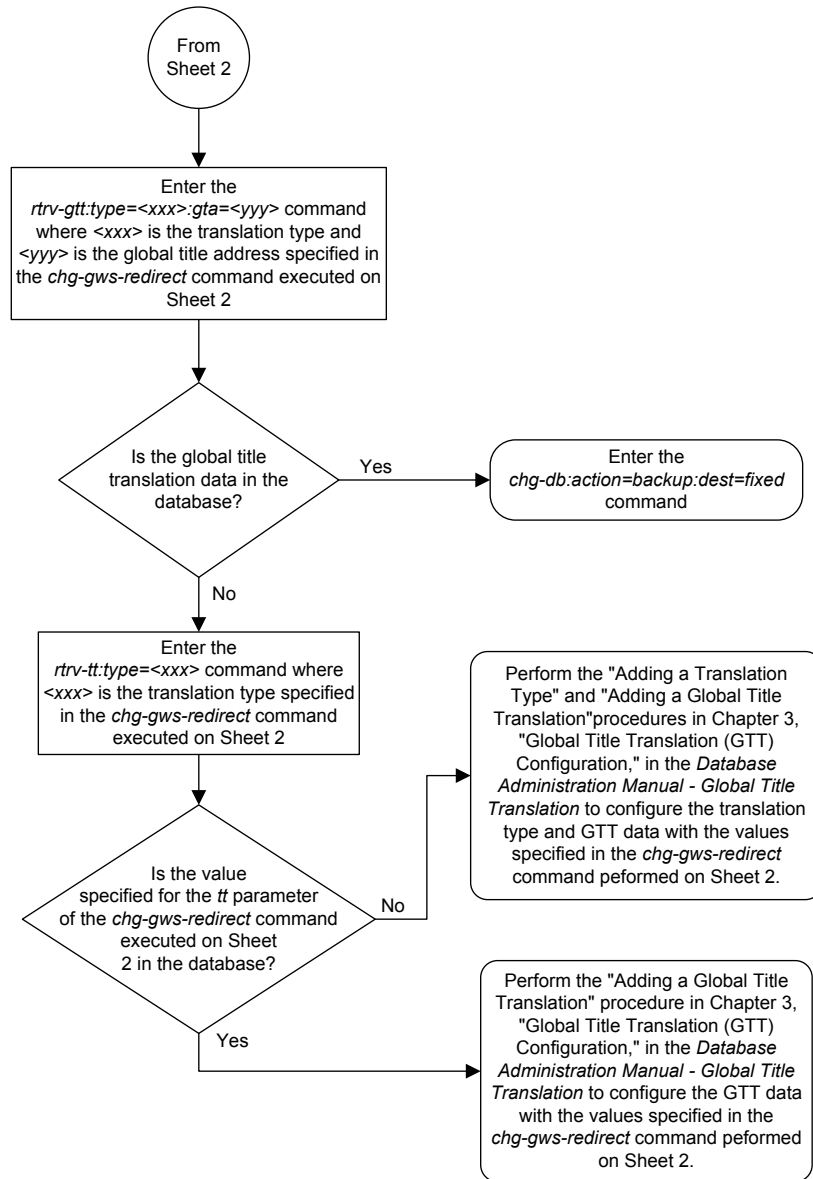 From
Sheet 2
Enter the
rtrv-gtt:type=<xxx>:gta=<yyy> command
where <xxx> is the translation type and
<yyy> is the global title address specified in
the chg-gws-redirect command executed on
Sheet 2
Is the global title
translation data in the
database?
Yes
Enter the
chg-db:action=backup:dest=fixed
command
No
Enter the
rtrv-tt:type=<xxx> command where
<xxx> is the translation type specified
in the chg-gws-redirect command
executed on Sheet 2
Is the value
specified for the tt parameter
of the chg-gws-redirect command
executed on Sheet
2 in the database?
No
Perform the "Adding a Translation
Type" and "Adding a Global Title
Translation"procedures in Chapter 3,
"Global Title Translation (GTT)
Configuration," in the Database
Administration Manual - Global Title
Translation to configure the translation
type and GTT data with the values
specified in the chg-gws-redirect
command peformed on Sheet 2.
Yes
Perform the "Adding a Global Title
Translation" procedure in Chapter 3,
"Global Title Translation (GTT)
Configuration," in the Database
Administration Manual - Global Title
Translation to configure the GTT data
with the values specified in the
chg-gws-redirect command peformed
on Sheet 2.